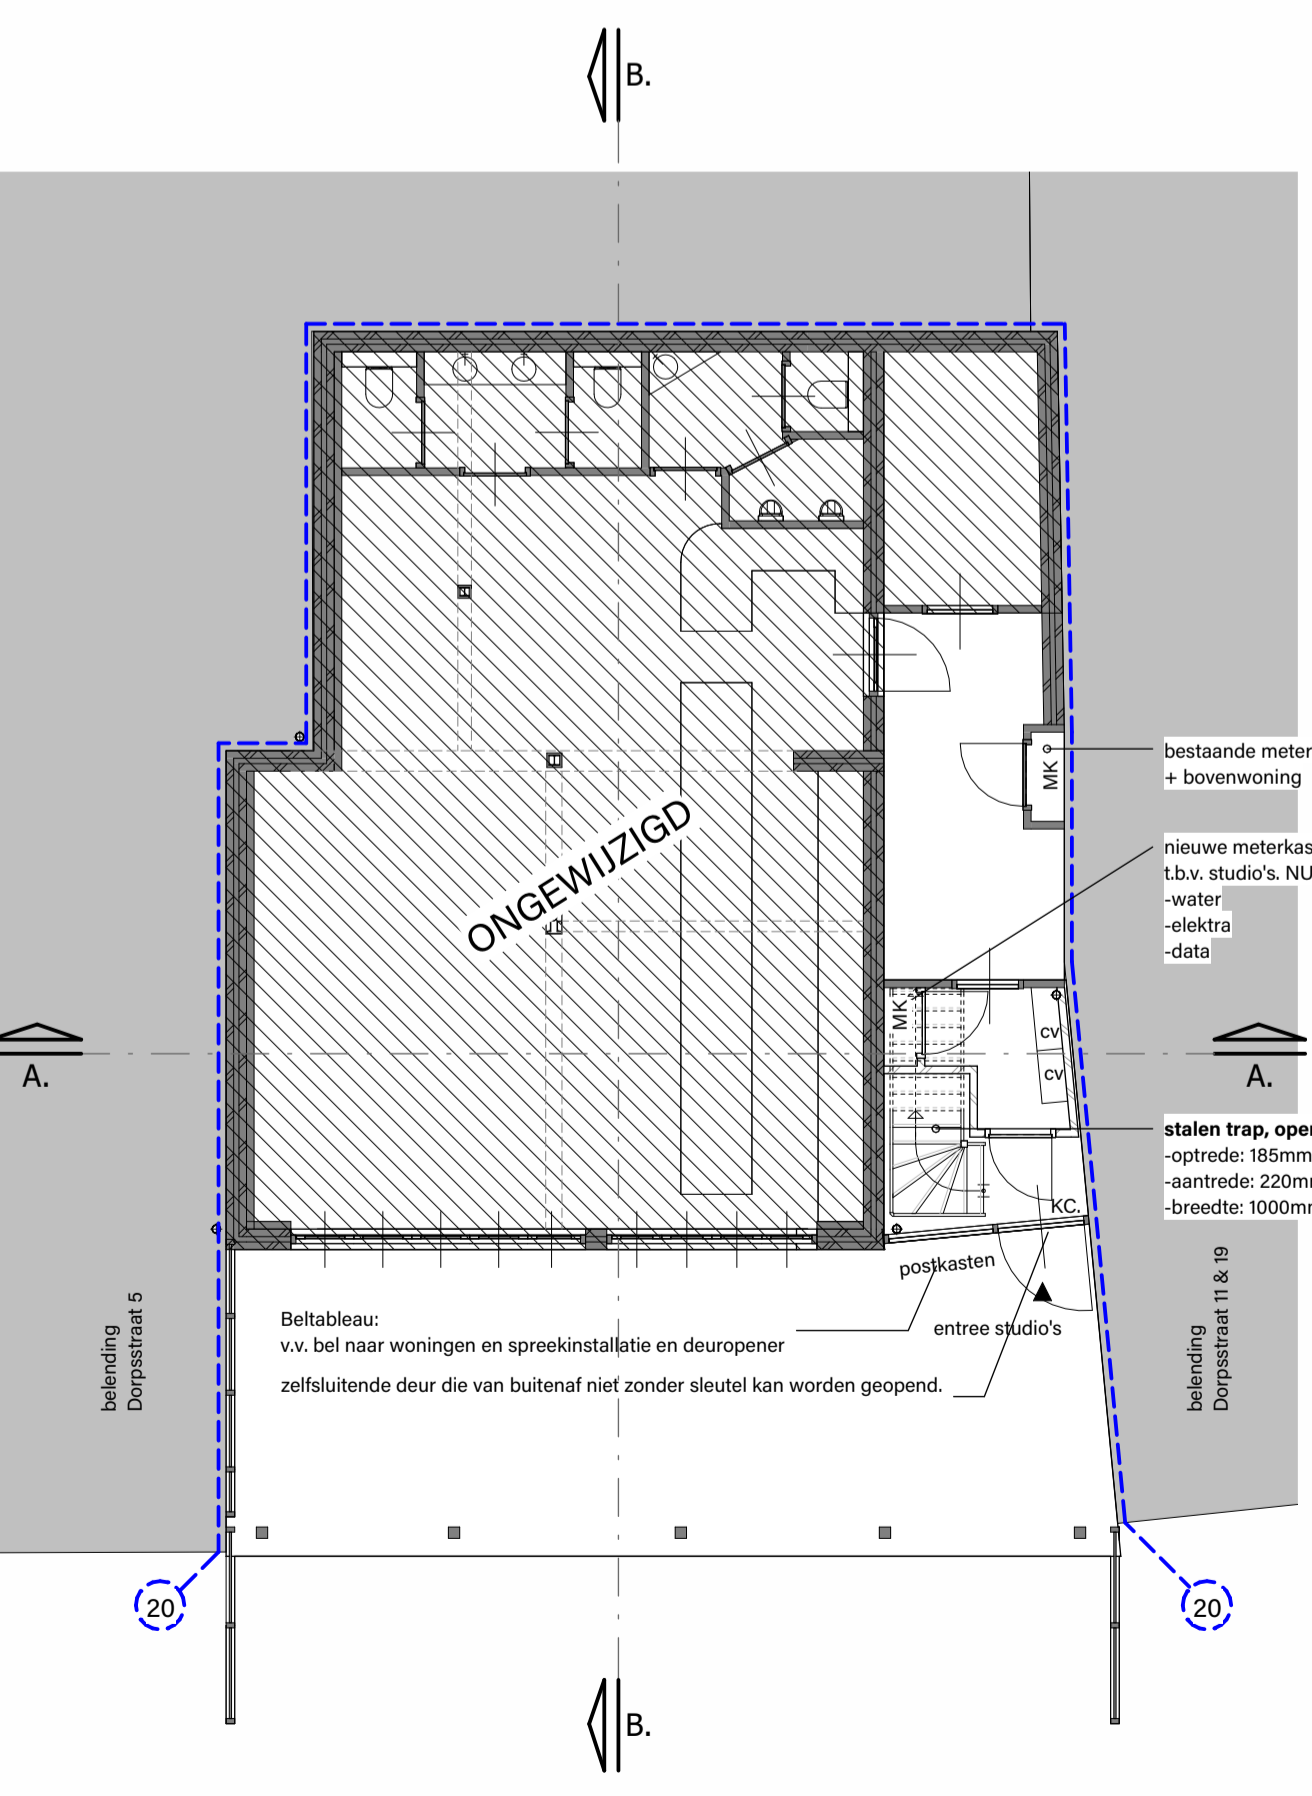 B.
ONGEWIJZIGD
MK
bestaande meter
+ bovenwoning
nieuwe meterkas
t.b.v. studio's. NU
-water
-elektra
-data
MK
cv
cv
A.
A.
stalen trap, oper
-optrede: 185mm
-aantrede: 220mm
-breedte: 1000mm
KC.
postkasten
entree studio's
Beltableau:
v.v. bel naar woningen en spreekinstallatie en deuropener
zelfsluitende deur die van buitenaf niet zonder sleutel kan worden geopend.
belending
Dorpsstraat 5
belending
Dorpsstraat 11 & 19
20
20
B.